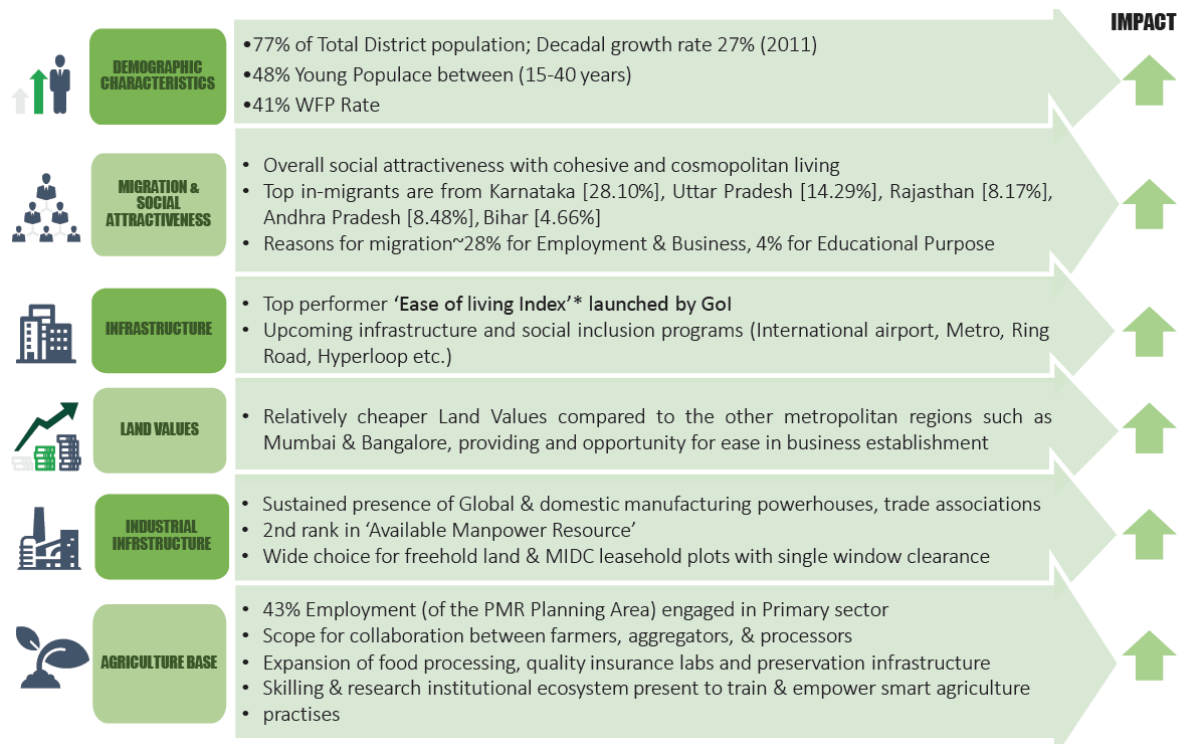 IMPACT
DEMOGRAPHIC
CHARACTERISTICS
•77% of Total District population; Decadal growth rate 27% (2011)
•48% Young Populace between (15-40 years)
•41% WFP Rate
MIGRATION &
SOCIAL
ATTRACTIVENESS
• Overall social attractiveness with cohesive and cosmopolitan living
• Top in-migrants are from Karnataka [28.10%], Uttar Pradesh [14.29%], Rajasthan [8.17%],
Andhra Pradesh [8.48%], Bihar [4.66%]
• Reasons for migration~28% for Employment & Business, 4% for Educational Purpose
INFRASTRUCTURE
• Top performer ‘Ease of living Index’* launched by GoI
• Upcoming infrastructure and social inclusion programs (International airport, Metro, Ring
Road, Hyperloop etc.)
LAND VALUES
• Relatively cheaper Land Values compared to the other metropolitan regions such as
Mumbai & Bangalore, providing and opportunity for ease in business establishment
INDUSTRIAL
INFRSTRUCTURE
• Sustained presence of Global & domestic manufacturing powerhouses, trade associations
• 2nd rank in ‘Available Manpower Resource’
• Wide choice for freehold land & MIDC leasehold plots with single window clearance
AGRICULTURE BASE
• 43% Employment (of the PMR Planning Area) engaged in Primary sector
• Scope for collaboration between farmers, aggregators, & processors
• Expansion of food processing, quality insurance labs and preservation infrastructure
• Skilling & research institutional ecosystem present to train & empower smart agriculture
• practises